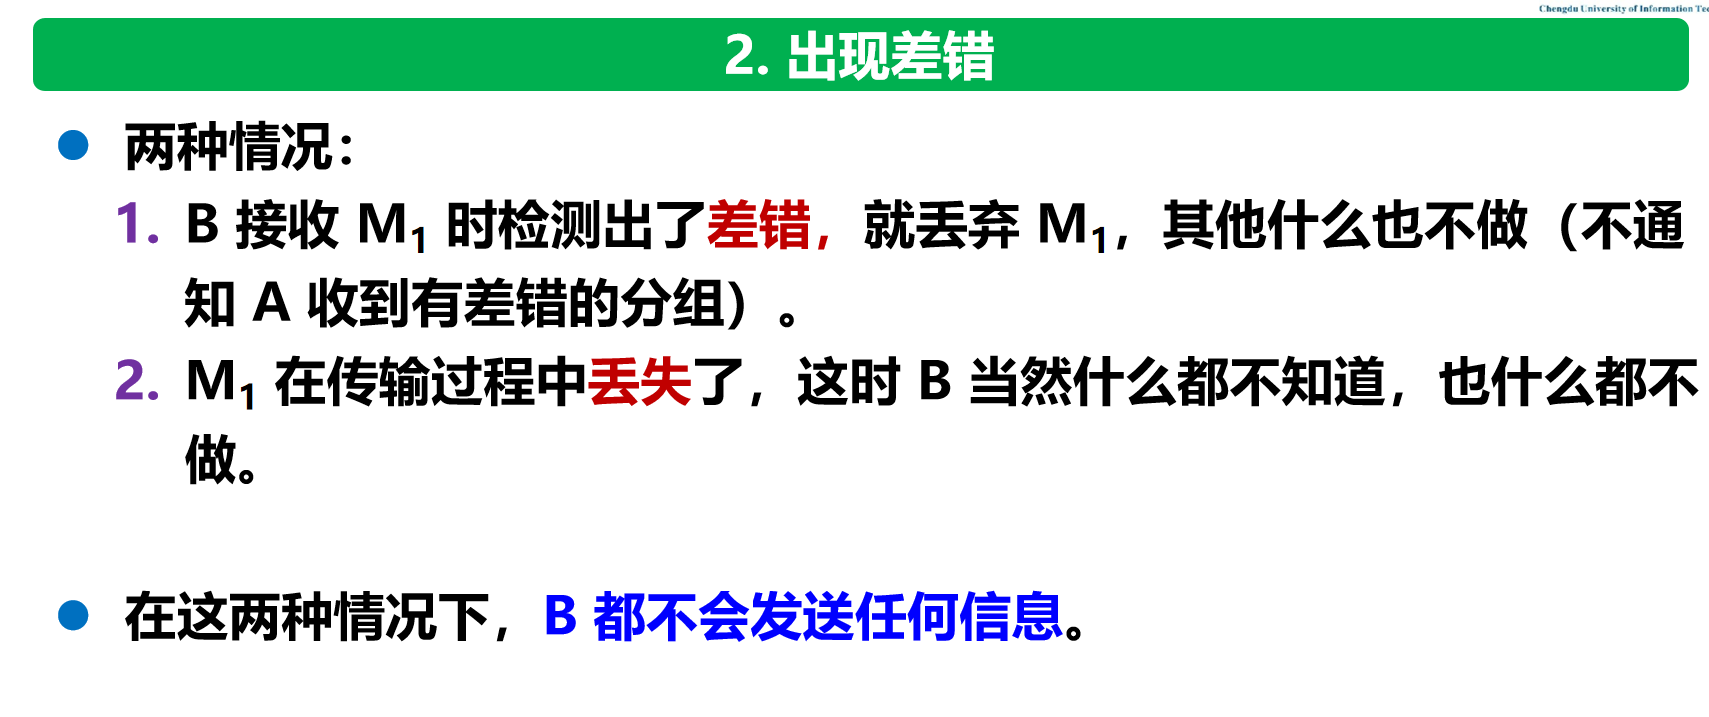 Chengdu University of Information Tec
2. 出现差错
两种情况：
1. B 接收 M₁ 时检测出了差错，就丢弃 M₁，其他什么也不做（不通
知 A 收到有差错的分组）。
2. M₁ 在传输过程中丢失了，这时 B 当然什么都不知道，也什么都不
做。
在这两种情况下，B 都不会发送任何信息。